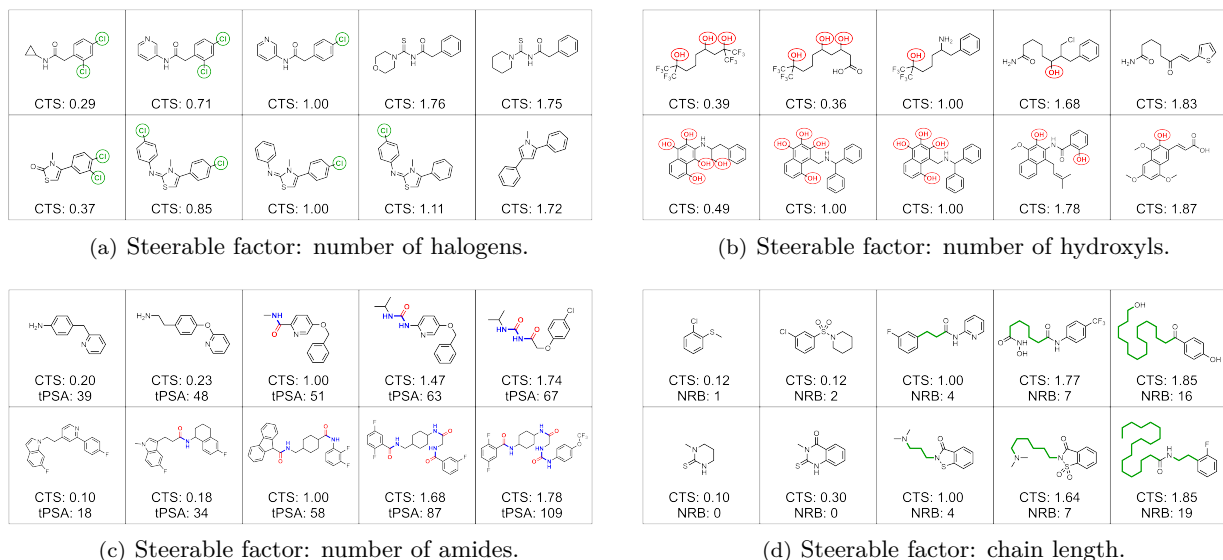 CTS: 0.29 CTS: 0.71 CTS: 1.00 CTS: 1.76 CTS: 1.75
CTS: 0.37 CTS: 0.85 CTS: 1.00 CTS: 1.11 CTS: 1.72
(a) Steerable factor: number of halogens.
CTS: 0.39 CTS: 0.36 CTS: 1.00 CTS: 1.68 CTS: 1.83
CTS: 0.49 CTS: 1.00 CTS: 1.00 CTS: 1.78 CTS: 1.87
(b) Steerable factor: number of hydroxyls.
CTS: 0.20 CTS: 0.23 CTS: 1.00 CTS: 1.47 CTS: 1.74
tPSA: 39 tPSA: 48 tPSA: 51 tPSA: 63 tPSA: 67
CTS: 0.10 CTS: 0.18 CTS: 1.00 CTS: 1.68 CTS: 1.78
tPSA: 18 tPSA: 34 tPSA: 58 tPSA: 87 tPSA: 109
(c) Steerable factor: number of amides.
CTS: 0.12 CTS: 0.12 CTS: 1.00 CTS: 1.77 CTS: 1.85
NRB: 1 NRB: 2 NRB: 4 NRB: 7 NRB: 16
CTS: 0.10 CTS: 0.30 CTS: 1.00 CTS: 1.64 CTS: 1.85
NRB: 0 NRB: 0 NRB: 4 NRB: 7 NRB: 19
(d) Steerable factor: chain length.